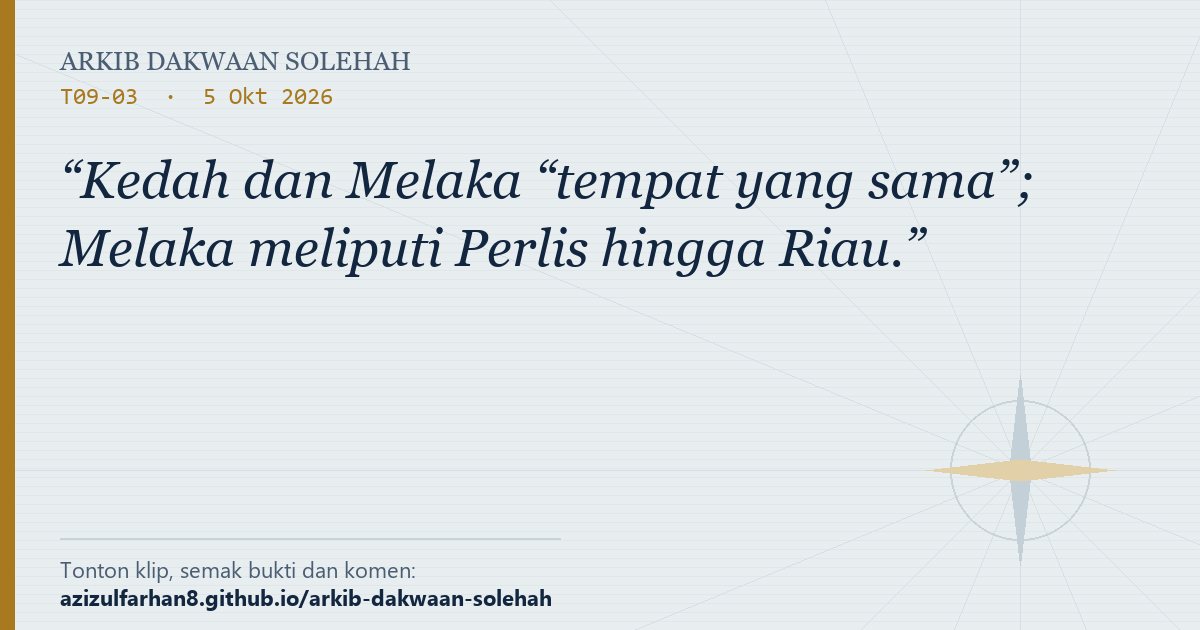 ARKIB DAKWAAN SOLEHAH
T09-03 · 5 Okt 2026
“Kedah dan Melaka “tempat yang sama”;
Melaka meliputi Perlis hingga Riau.”
Tonton klip, semak bukti dan komen:
azizulfarhan8.github.io/arkib-dakwaan-solehah